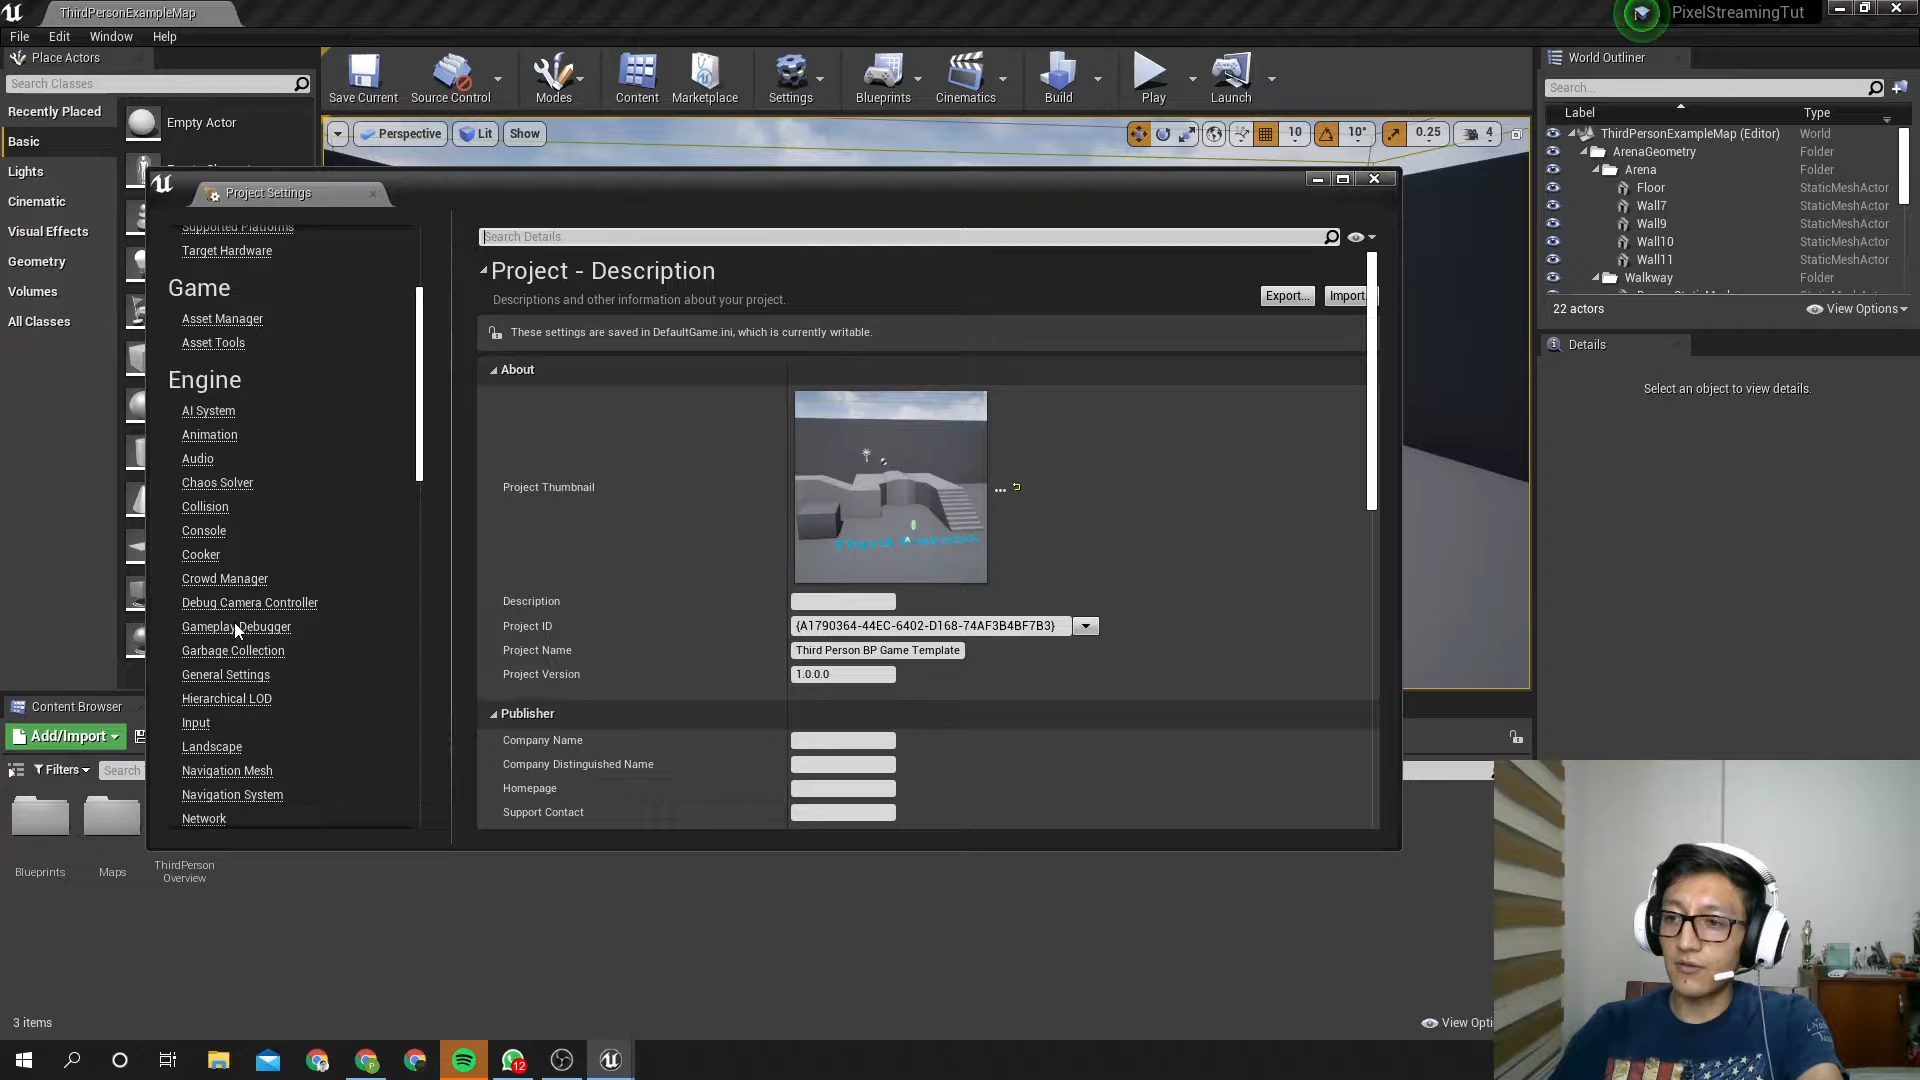 ThirdPersonExampleMap
PixelStreamingTut
File Edit Window Help
Place Actors
Search Classes
Recently Placed
Basic
Lights
Cinematic
Visual Effects
Geometry
Volumes
All Classes
Empty Actor
Save Current
Source Control
Modes
Content
Marketplace
Settings
Blueprints
Cinematics
Build
Play
Launch
Perspective
Lit
Show
10
10°
0.25
4
World Outliner
Search...
Label Type
ThirdPersonExampleMap (Editor) World
ArenaGeometry Folder
Arena Folder
Floor StaticMeshActor
Wall7 StaticMeshActor
Wall9 StaticMeshActor
Wall10 StaticMeshActor
Wall11 StaticMeshActor
Walkway Folder
22 actors
View Options
Details
Select an object to view details.
Project Settings
Supported Platforms
Target Hardware
Game
Asset Manager
Asset Tools
Engine
AI System
Animation
Audio
Chaos Solver
Collision
Console
Cooker
Crowd Manager
Debug Camera Controller
Gameplay Debugger
Garbage Collection
General Settings
Hierarchical LOD
Input
Landscape
Navigation Mesh
Navigation System
Network
Search Details
Project - Description
Descriptions and other information about your project.
Export...
Import
These settings are saved in DefaultGame.ini, which is currently writable.
About
Project Thumbnail
Description
Project ID {A1790364-44EC-6402-D168-74AF3B4BF7B3}
Project Name Third Person BP Game Template
Project Version 1.0.0.0
Publisher
Company Name
Company Distinguished Name
Homepage
Support Contact
Content Browser
Add/Import
Filters
Search
Blueprints
Maps
ThirdPerson
Overview
3 items
View Opti
12